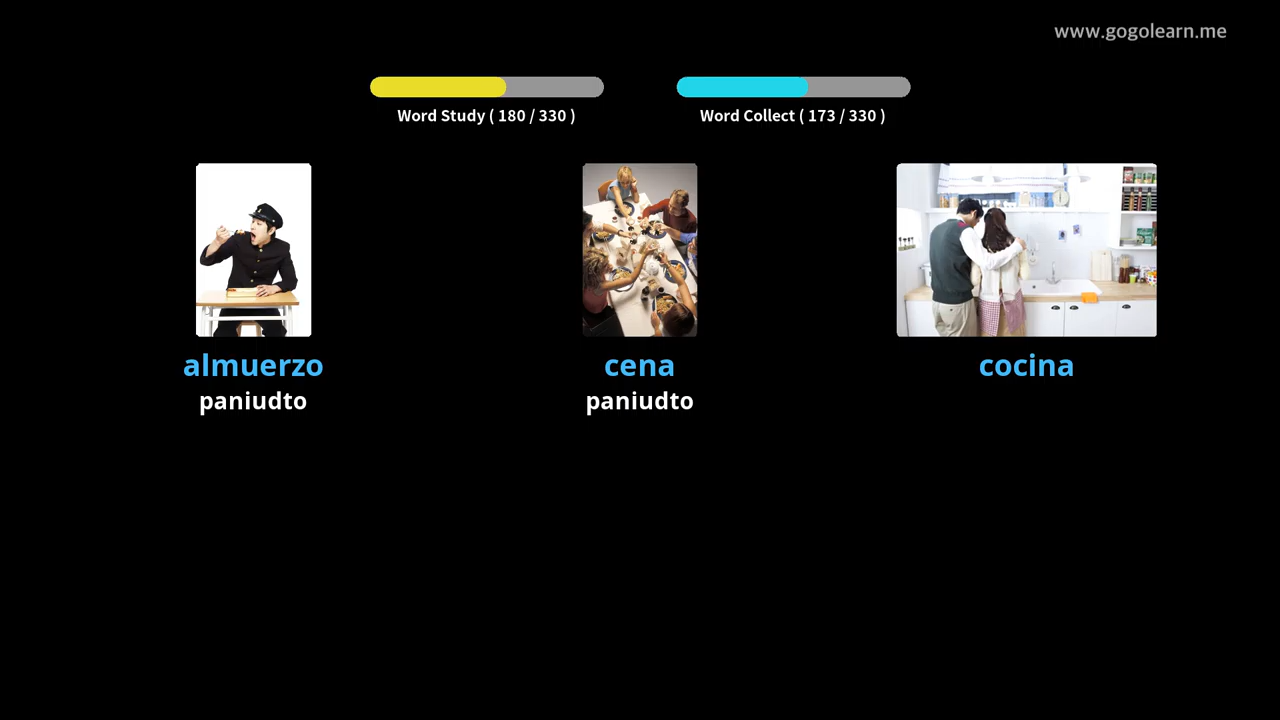 www.gogolearn.me
Word Study ( 180 / 330 )
Word Collect ( 173 / 330 )
almuerzo
paniudto
cena
paniudto
cocina